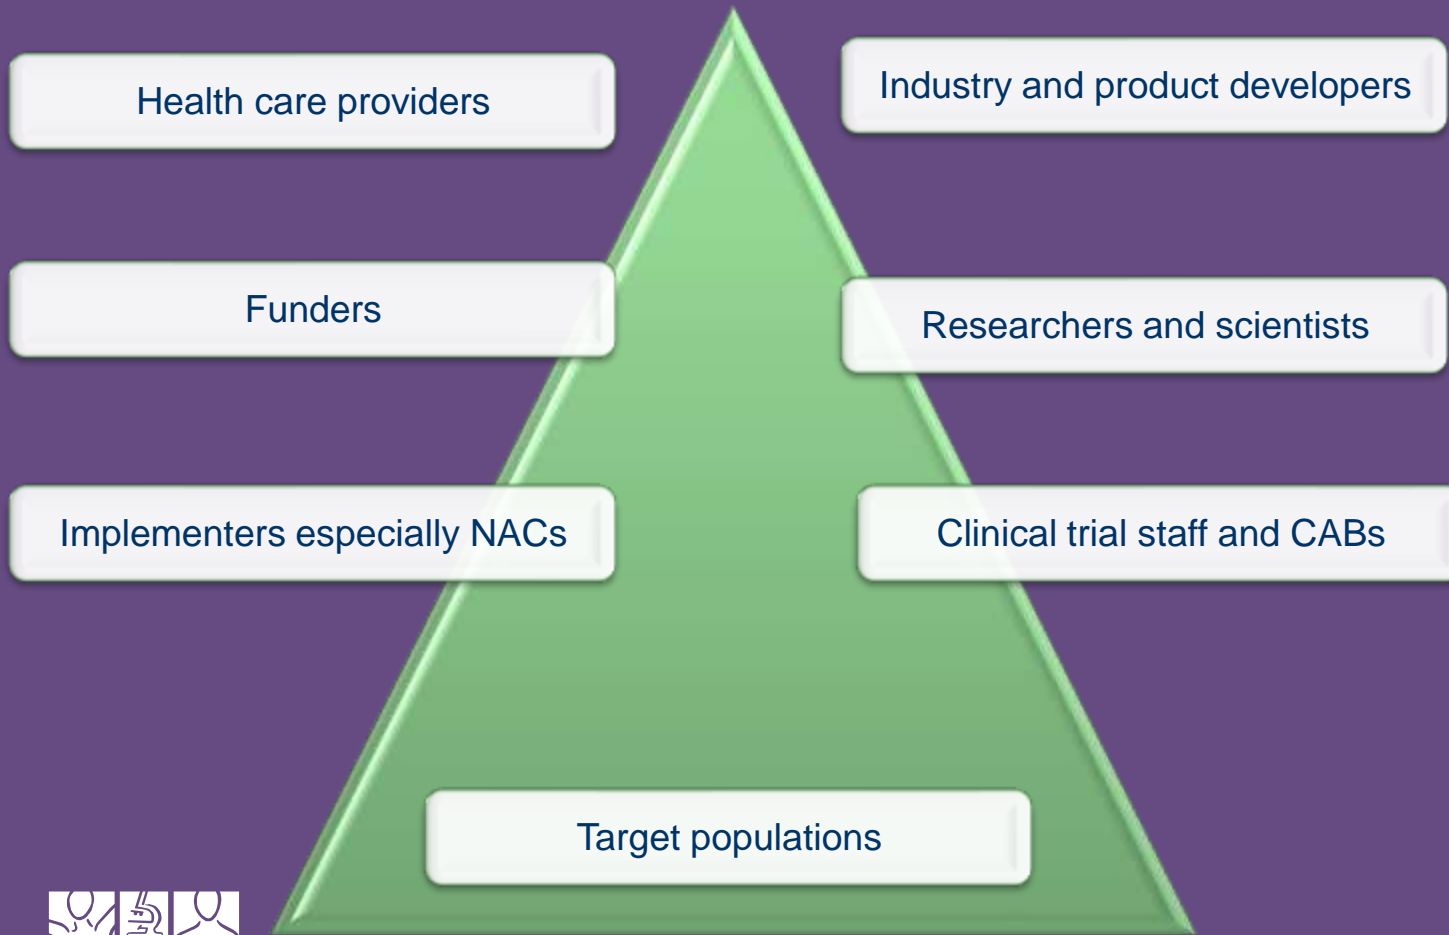 Health care providers
Industry and product developers
Funders
Researchers and scientists
Implementers especially NACs
Clinical trial staff and CABs
Target populations